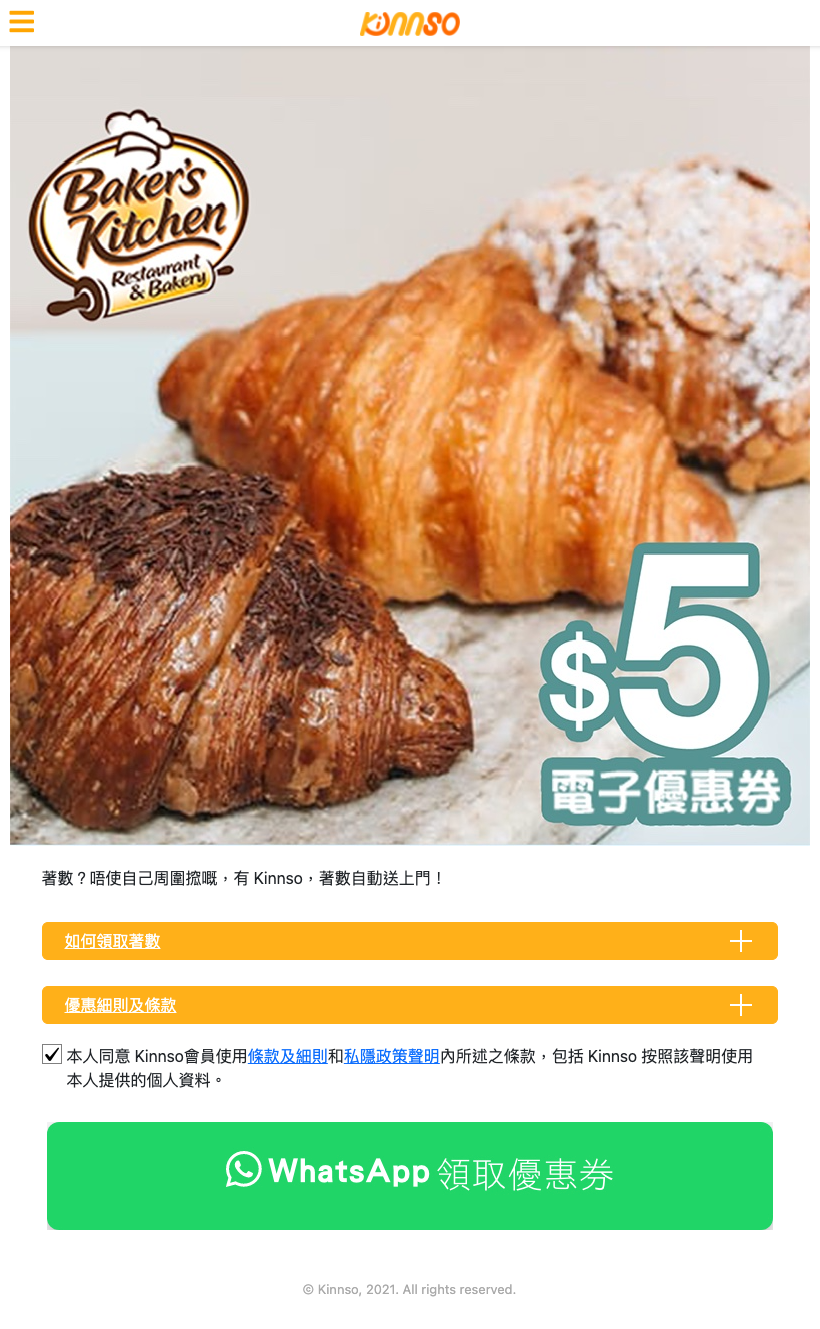 Kinnso
Baker's
Kitchen
Restaurant
& Bakery
$5
電子優惠券
著數？唔使自己周圍㨘嘅，有 Kinnso，著數自動送上門！
如何領取著數
優惠細則及條款
本人同意 Kinnso會員使用條款及細則和私隱政策聲明內所述之條款，包括 Kinnso 按照該聲明使用
本人提供的個人資料。
WhatsApp 領取優惠券
© Kinnso, 2021. All rights reserved.